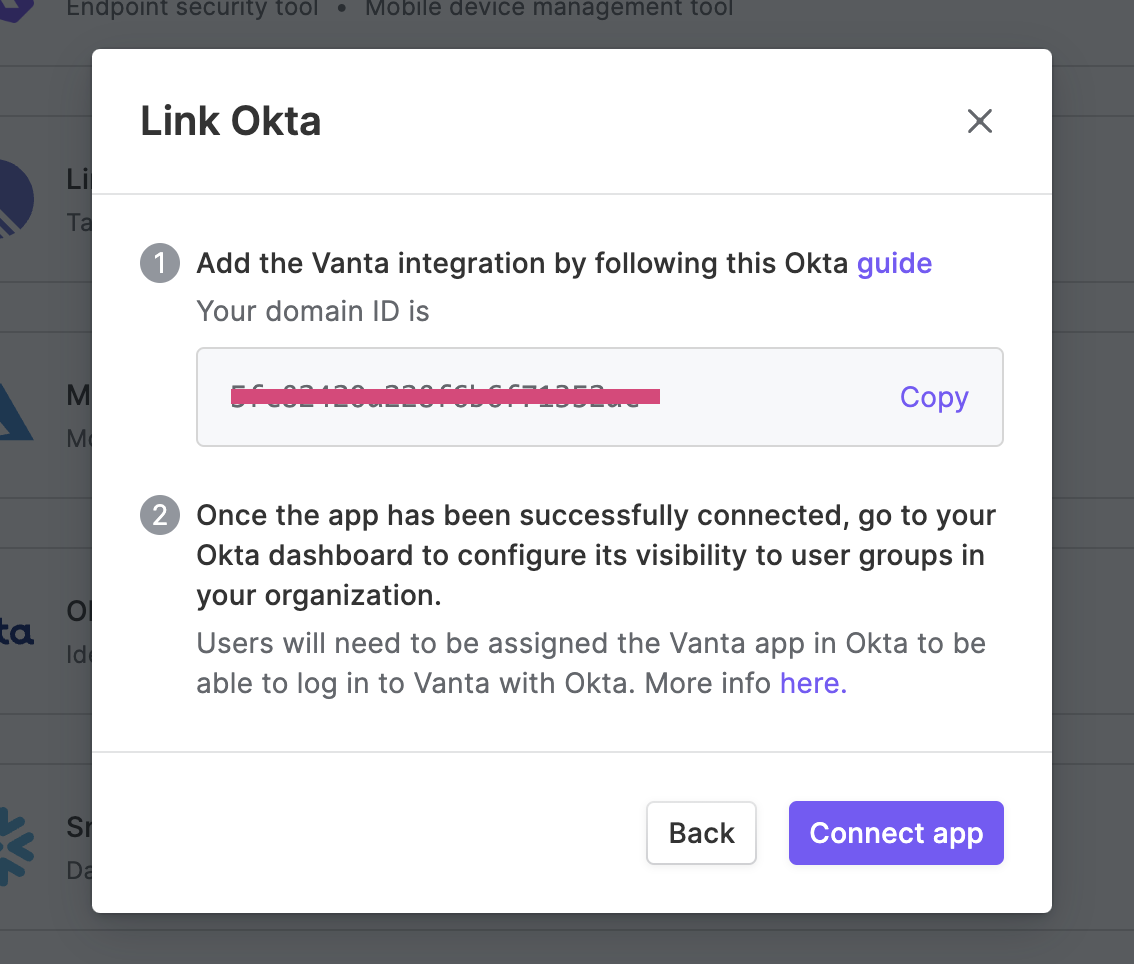 Endpoint security tool • Mobile device management tool
Link Okta
1 Add the Vanta integration by following this Okta guide
Your domain ID is
Copy
2 Once the app has been successfully connected, go to your
Okta dashboard to configure its visibility to user groups in
your organization.
Users will need to be assigned the Vanta app in Okta to be
able to log in to Vanta with Okta. More info here.
Back
Connect app